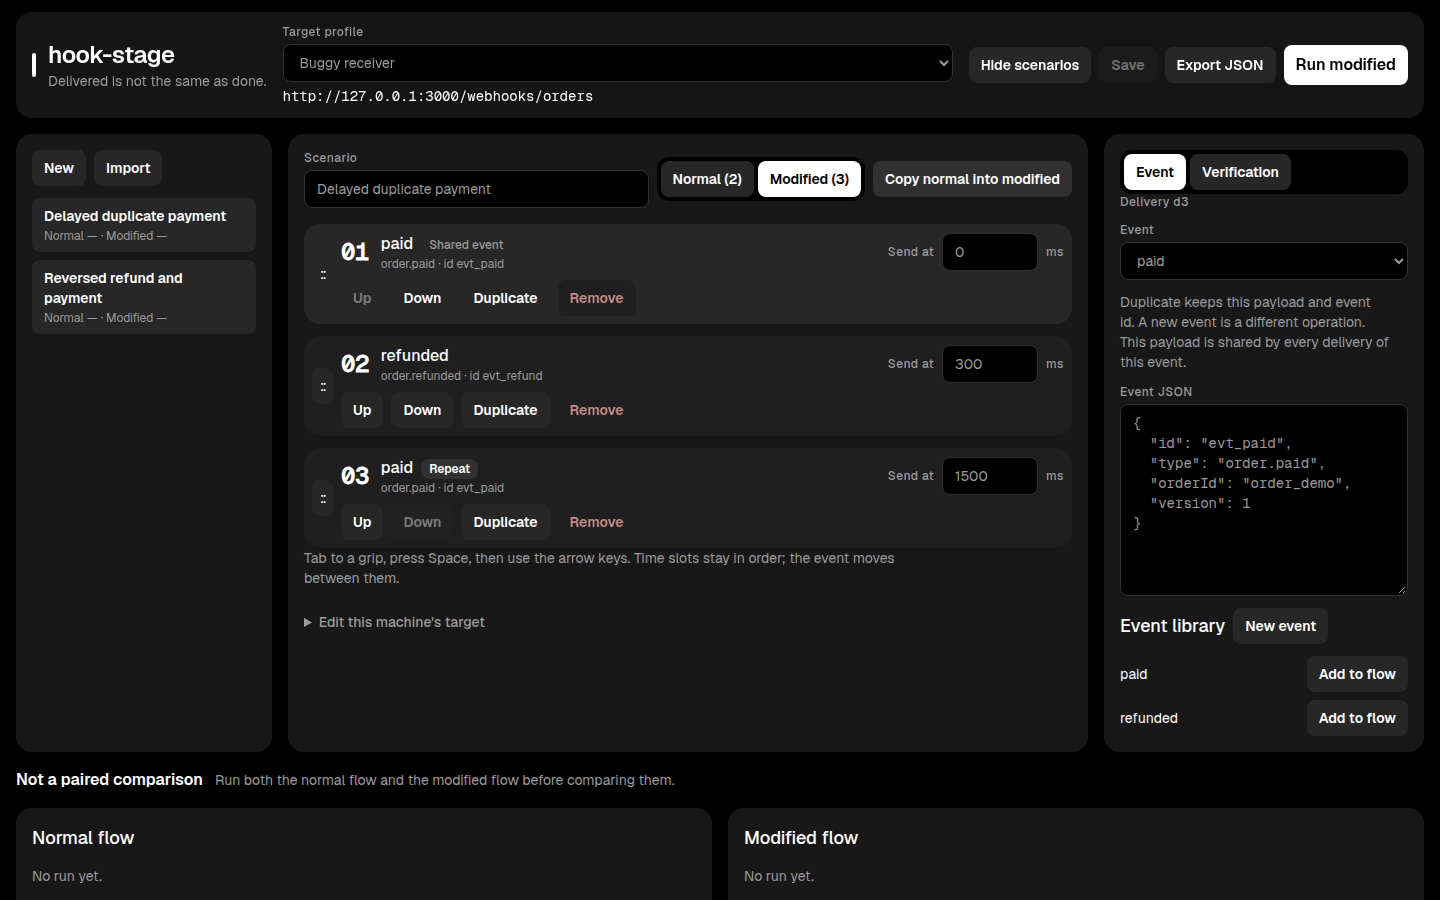 hook-stage
Delivered is not the same as done.
Target profile
Buggy receiver
http://127.0.0.1:3000/webhooks/orders
Hide scenarios
Save
Export JSON
Run modified
New
Import
Delayed duplicate payment
Normal — · Modified —
Reversed refund and
payment
Normal — · Modified —
Scenario
Delayed duplicate payment
Normal (2)
Modified (3)
Copy normal into modified
01
paid
Shared event
order.paid · id evt_paid
Send at
0
ms
Up
Down
Duplicate
Remove
02
refunded
order.refunded · id evt_refund
Send at
300
ms
Up
Down
Duplicate
Remove
03
paid
Repeat
order.paid · id evt_paid
Send at
1500
ms
Up
Down
Duplicate
Remove
Tab to a grip, press Space, then use the arrow keys. Time slots stay in order; the event moves
between them.
Edit this machine's target
Event
Verification
Delivery d3
Event
paid
Duplicate keeps this payload and event
id. A new event is a different operation.
This payload is shared by every delivery of
this event.
Event JSON
{
  "id": "evt_paid",
  "type": "order.paid",
  "orderId": "order_demo",
  "version": 1
}
Event library
New event
paid
Add to flow
refunded
Add to flow
Not a paired comparison
Run both the normal flow and the modified flow before comparing them.
Normal flow
No run yet.
Modified flow
No run yet.